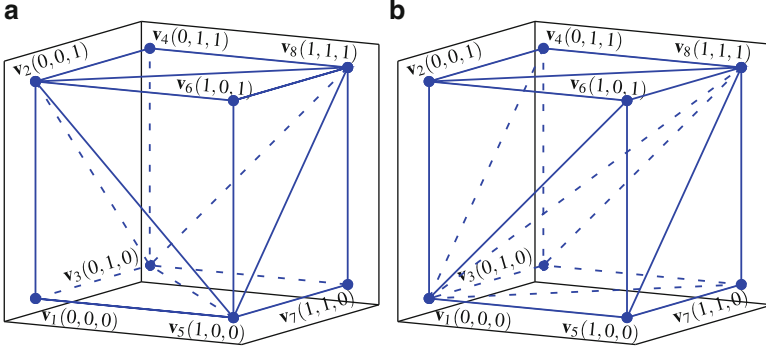 a
v4(0,1,1)
v8(1,1,1)
v2(0,0,1)
v6(1,0,1)
v3(0,1,0)
v1(0,0,0)
v5(1,0,0)
v7(1,1,0)
b
v4(0,1,1)
v8(1,1,1)
v2(0,0,1)
v6(1,0,1)
v3(0,1,0)
v1(0,0,0)
v5(1,0,0)
v7(1,1,0)